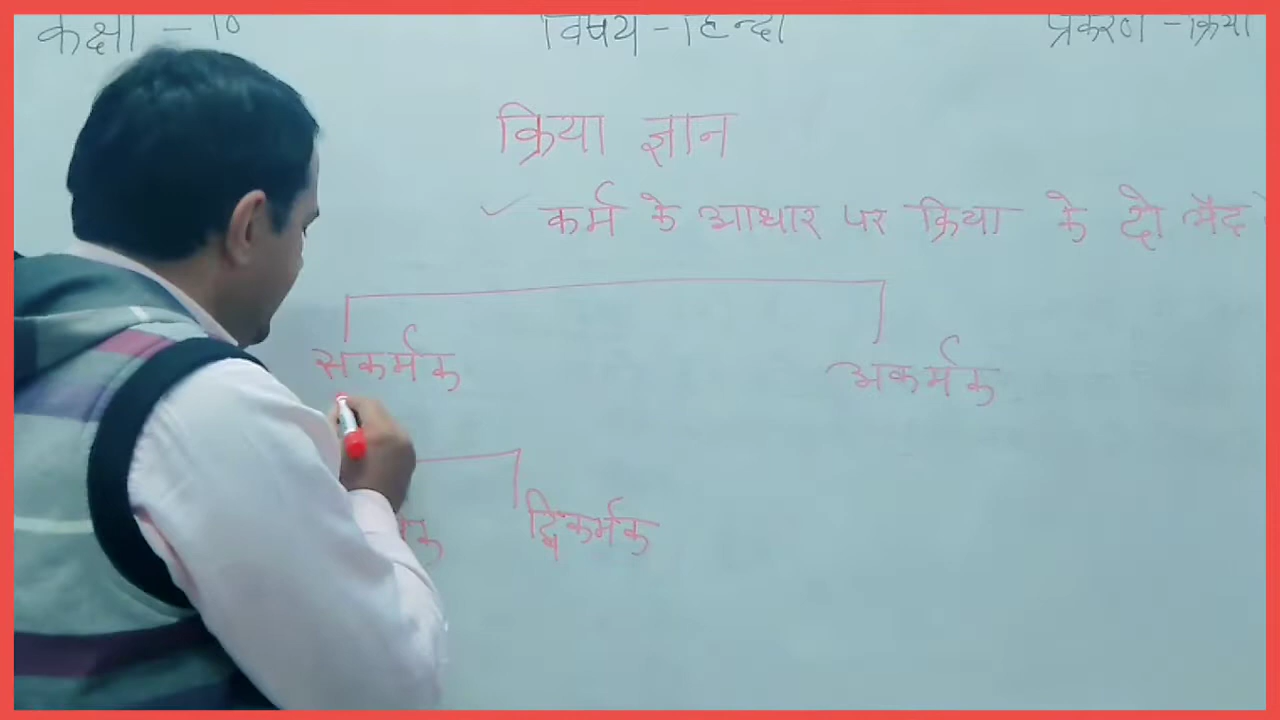 कक्षा - 10 विषय - हिन्दी प्रकरण - क्रिया
क्रिया ज्ञान
✓ कर्म के आधार पर क्रिया के दो भेद
सकर्मक अकर्मक
द्विकर्मक